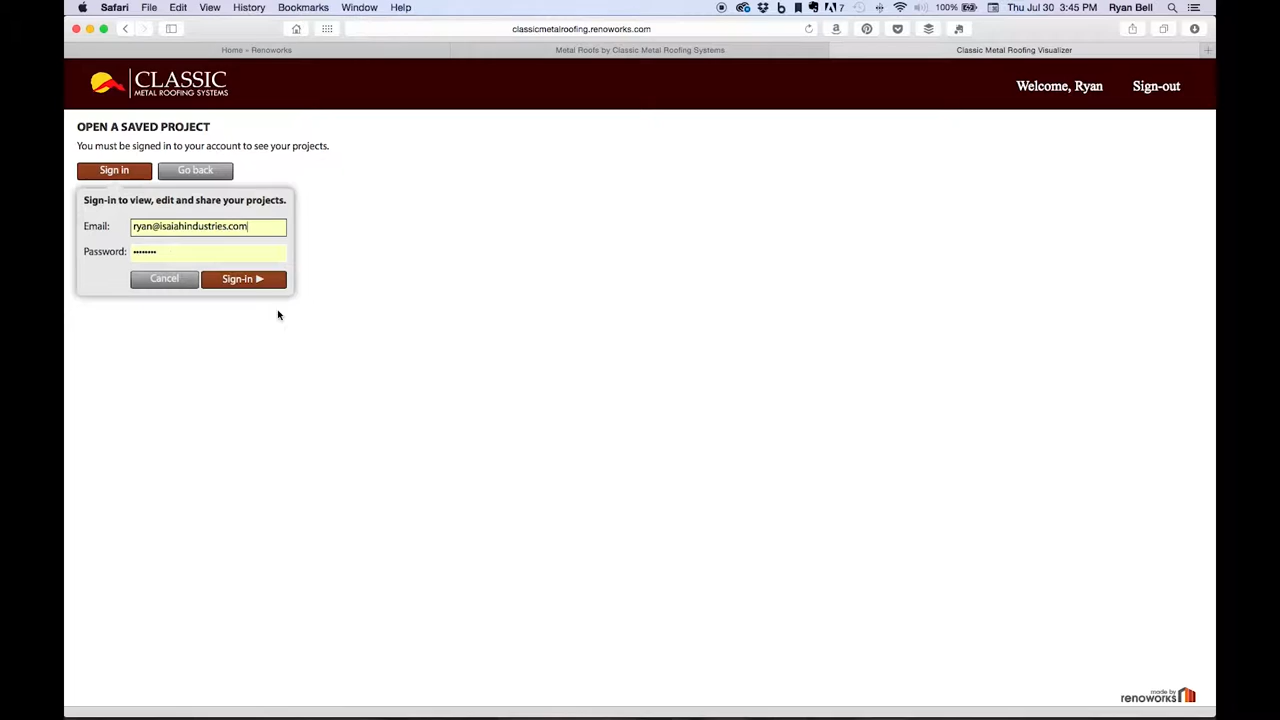 Safari File Edit View History Bookmarks Window Help 7 100% Thu Jul 30 3:45 PM Ryan Bell
classicmetalroofing.renoworks.com
Home – Renoworks Metal Roofs by Classic Metal Roofing Systems Classic Metal Roofing Visualizer
CLASSIC
METAL ROOFING SYSTEMS
Welcome, Ryan Sign-out
OPEN A SAVED PROJECT
You must be signed in to your account to see your projects.
Sign in Go back
Sign-in to view, edit and share your projects.
Email: ryan@isaiahindustries.com
Password: ••••••••
Cancel Sign-in ►
made by
renoworks